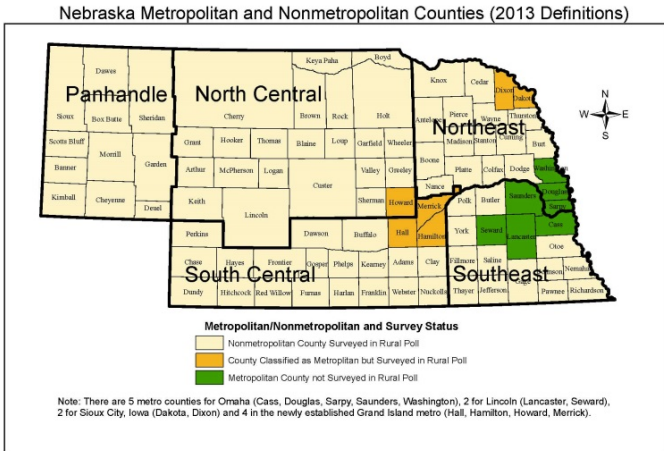 Nebraska Metropolitan and Nonmetropolitan Counties (2013 Definitions)
Keya Paha
Boyd
Dawes
Knox
Cedar
Dixon
Dakota
Panhandle
North Central
Sioux
Box Butte
Sheridan
Cherry
Brown
Rock
Holt
Antelope
Pierce
Wayne
Thurston
Northeast
N
W
E
S
Scotts Bluff
Morrill
Garden
Grant
Hooker
Thomas
Blaine
Loup
Garfield
Wheeler
Boone
Madison
Stanton
Cuming
Burt
Banner
Arthur
McPherson
Logan
Custer
Valley
Greeley
Platte
Colfax
Dodge
Washington
Kimball
Cheyenne
Deuel
Keith
Lincoln
Sherman
Howard
Nance
Merrick
Polk
Butler
Saunders
Douglas
Sarpy
Perkins
Dawson
Buffalo
Hall
Hamilton
York
Seward
Lancaster
Cass
Otoe
Chase
Hayes
Frontier
Gosper
Phelps
Kearney
Adams
Clay
Fillmore
Saline
South Central
Southeast
Gage
Nemaha
Dundy
Hitchcock
Red Willow
Furnas
Harlan
Franklin
Webster
Nuckolls
Thayer
Jefferson
Pawnee
Richardson
Metropolitan/Nonmetropolitan and Survey Status
Nonmetropolitan County Surveyed in Rural Poll
County Classified as Metroplitan but Surveyed in Rural Poll
Metropolitan County not Surveyed in Rural Poll
Note: There are 5 metro counties for Omaha (Cass, Douglas, Sarpy, Saunders, Washington), 2 for Lincoln (Lancaster, Seward),
2 for Sioux City, Iowa (Dakota, Dixon) and 4 in the newly established Grand Island metro (Hall, Hamilton, Howard, Merrick).